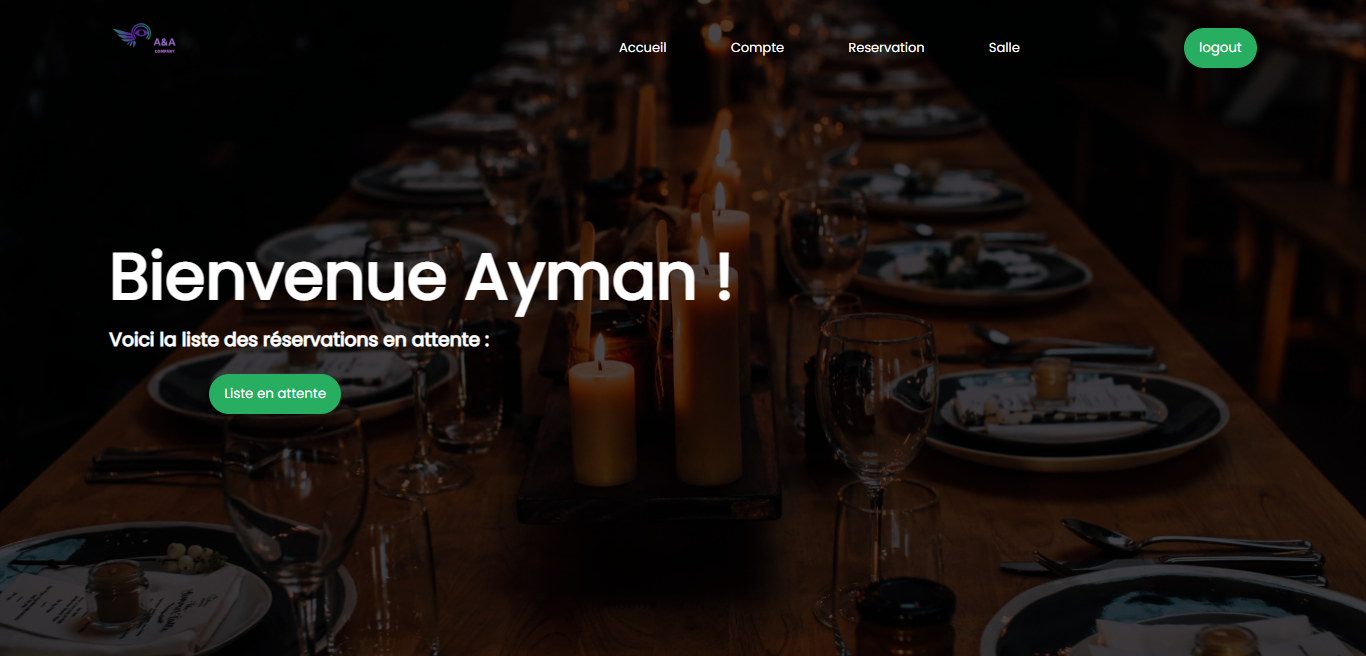 A&A
COMPANY
Accueil Compte Reservation Salle logout
Bienvenue Ayman !
Voici la liste des réservations en attente :
Liste en attente